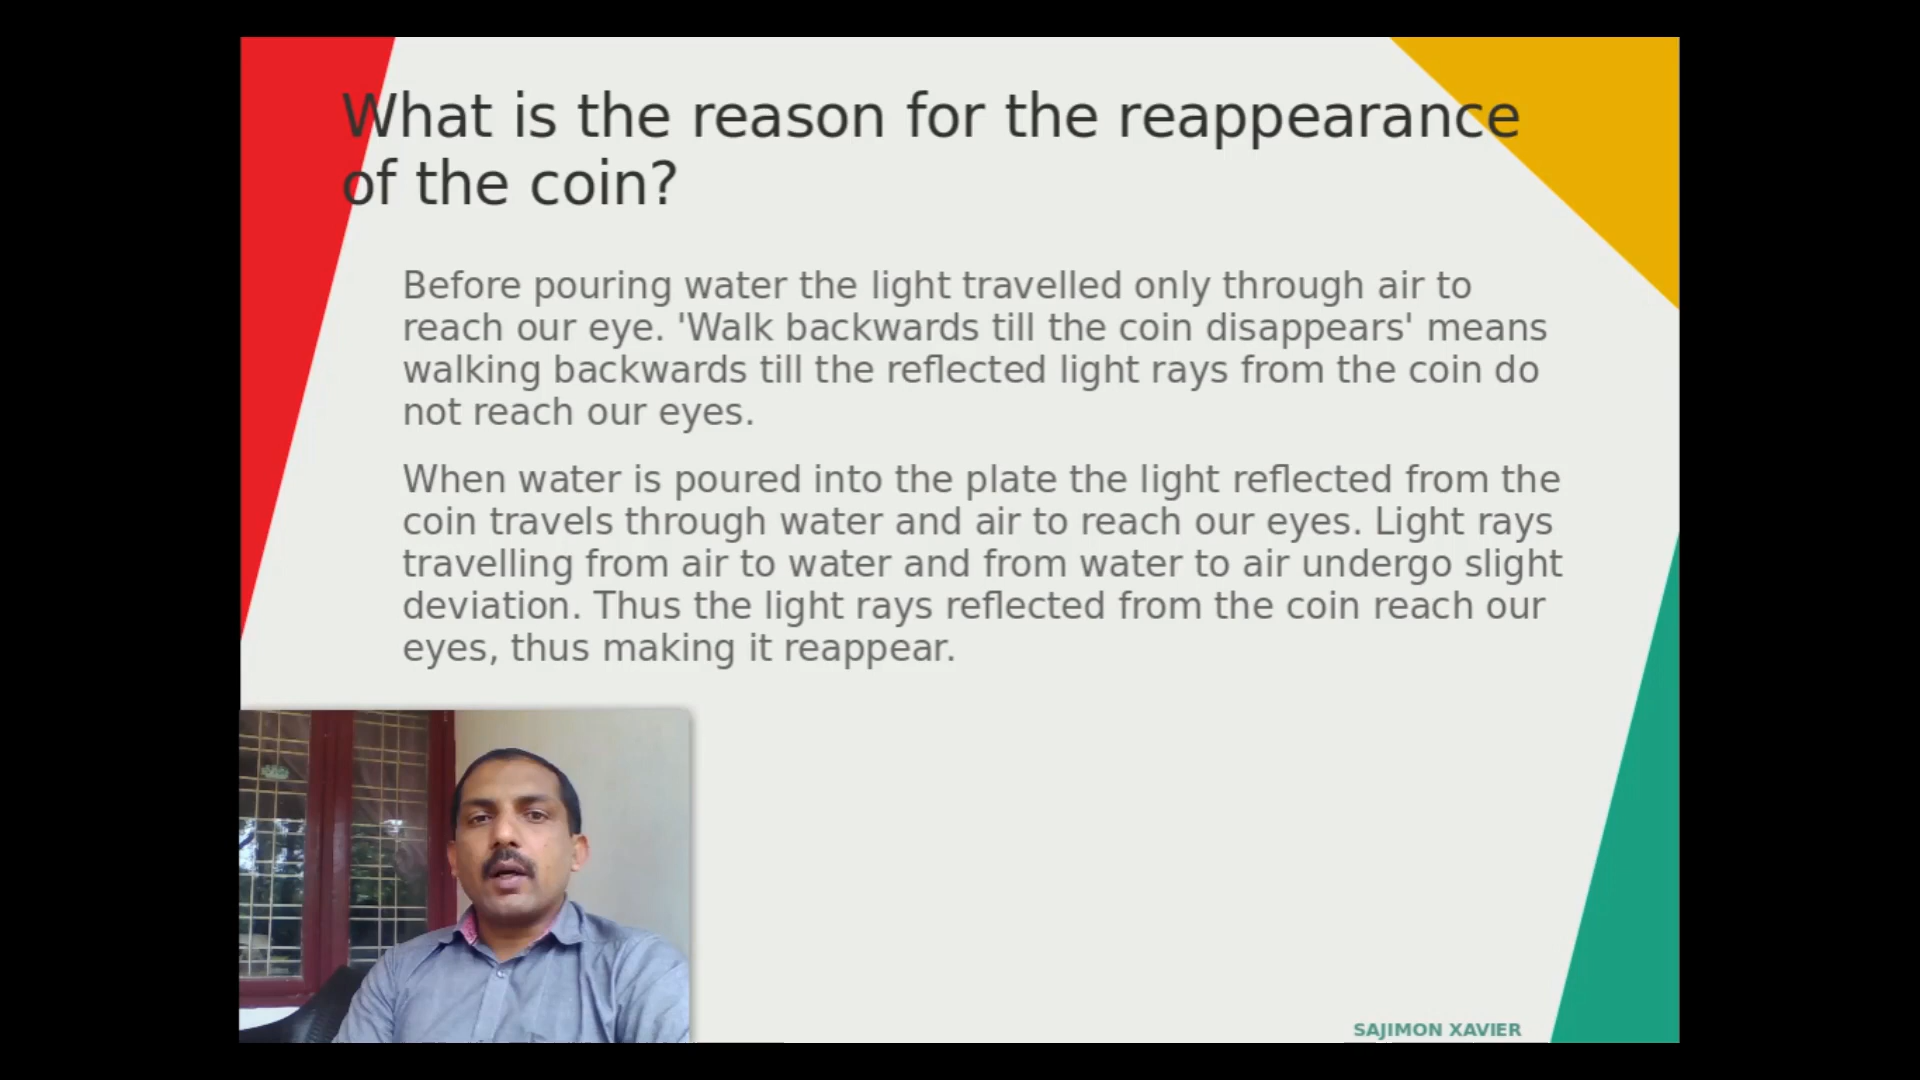 What is the reason for the reappearance
of the coin?
Before pouring water the light travelled only through air to
reach our eye. 'Walk backwards till the coin disappears' means
walking backwards till the reflected light rays from the coin do
not reach our eyes.
When water is poured into the plate the light reflected from the
coin travels through water and air to reach our eyes. Light rays
travelling from air to water and from water to air undergo slight
deviation. Thus the light rays reflected from the coin reach our
eyes, thus making it reappear.
SAJIMON XAVIER